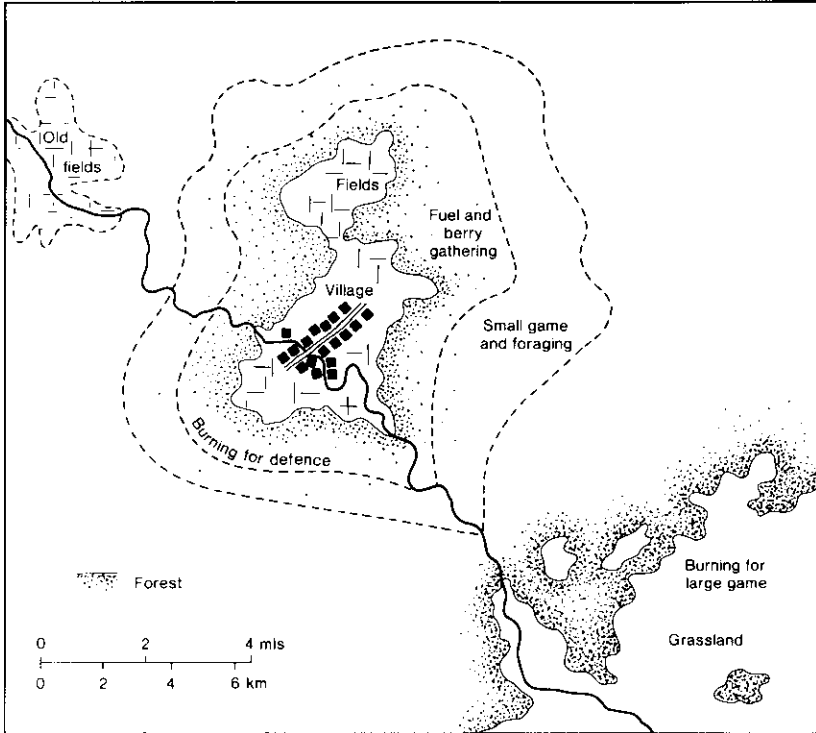 Old
fields
Fields
Fuel and
berry
gathering
Village
Small game
and foraging
Burning for defence
Burning for
large game
Forest
Grassland
0 2 4 mls
0 2 4 6 km